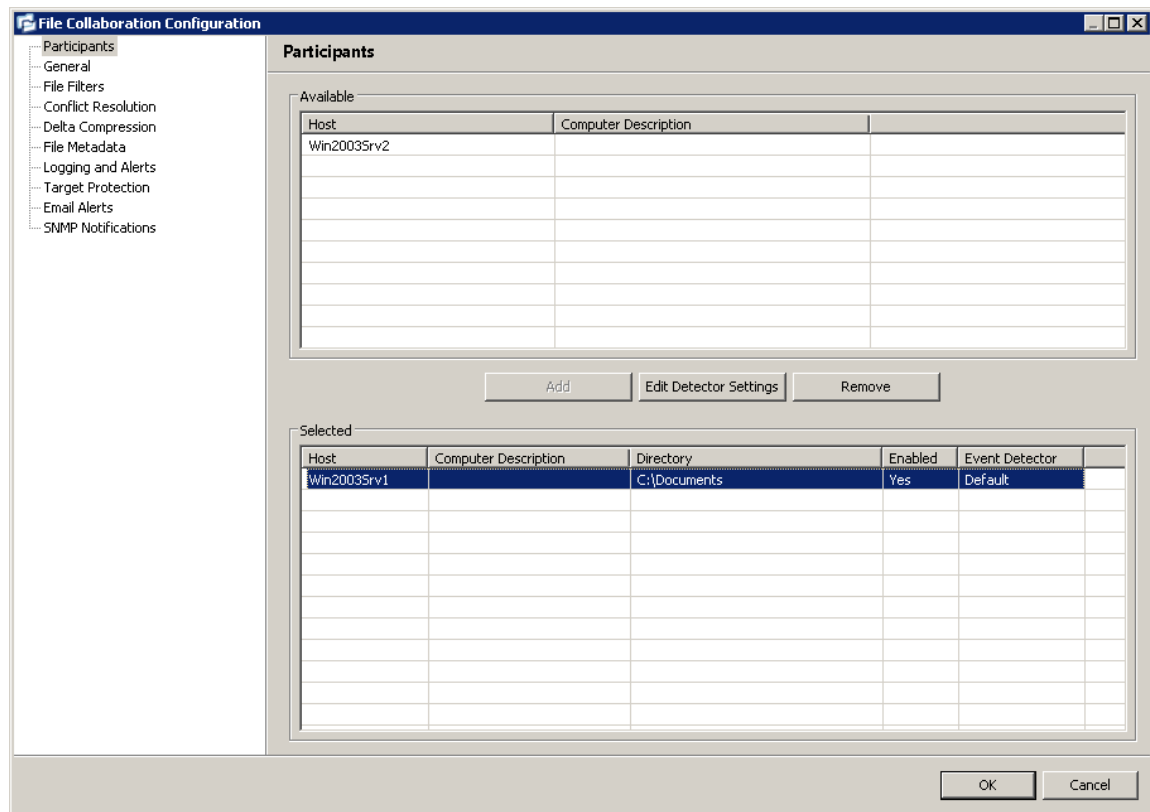 File Collaboration Configuration
Participants
General
File Filters
Conflict Resolution
Delta Compression
File Metadata
Logging and Alerts
Target Protection
Email Alerts
SNMP Notifications
Participants
Available
Host Computer Description
Win2003Srv2
Add Edit Detector Settings Remove
Selected
Host Computer Description Directory Enabled Event Detector
Win2003Srv1 C:\Documents Yes Default
OK Cancel